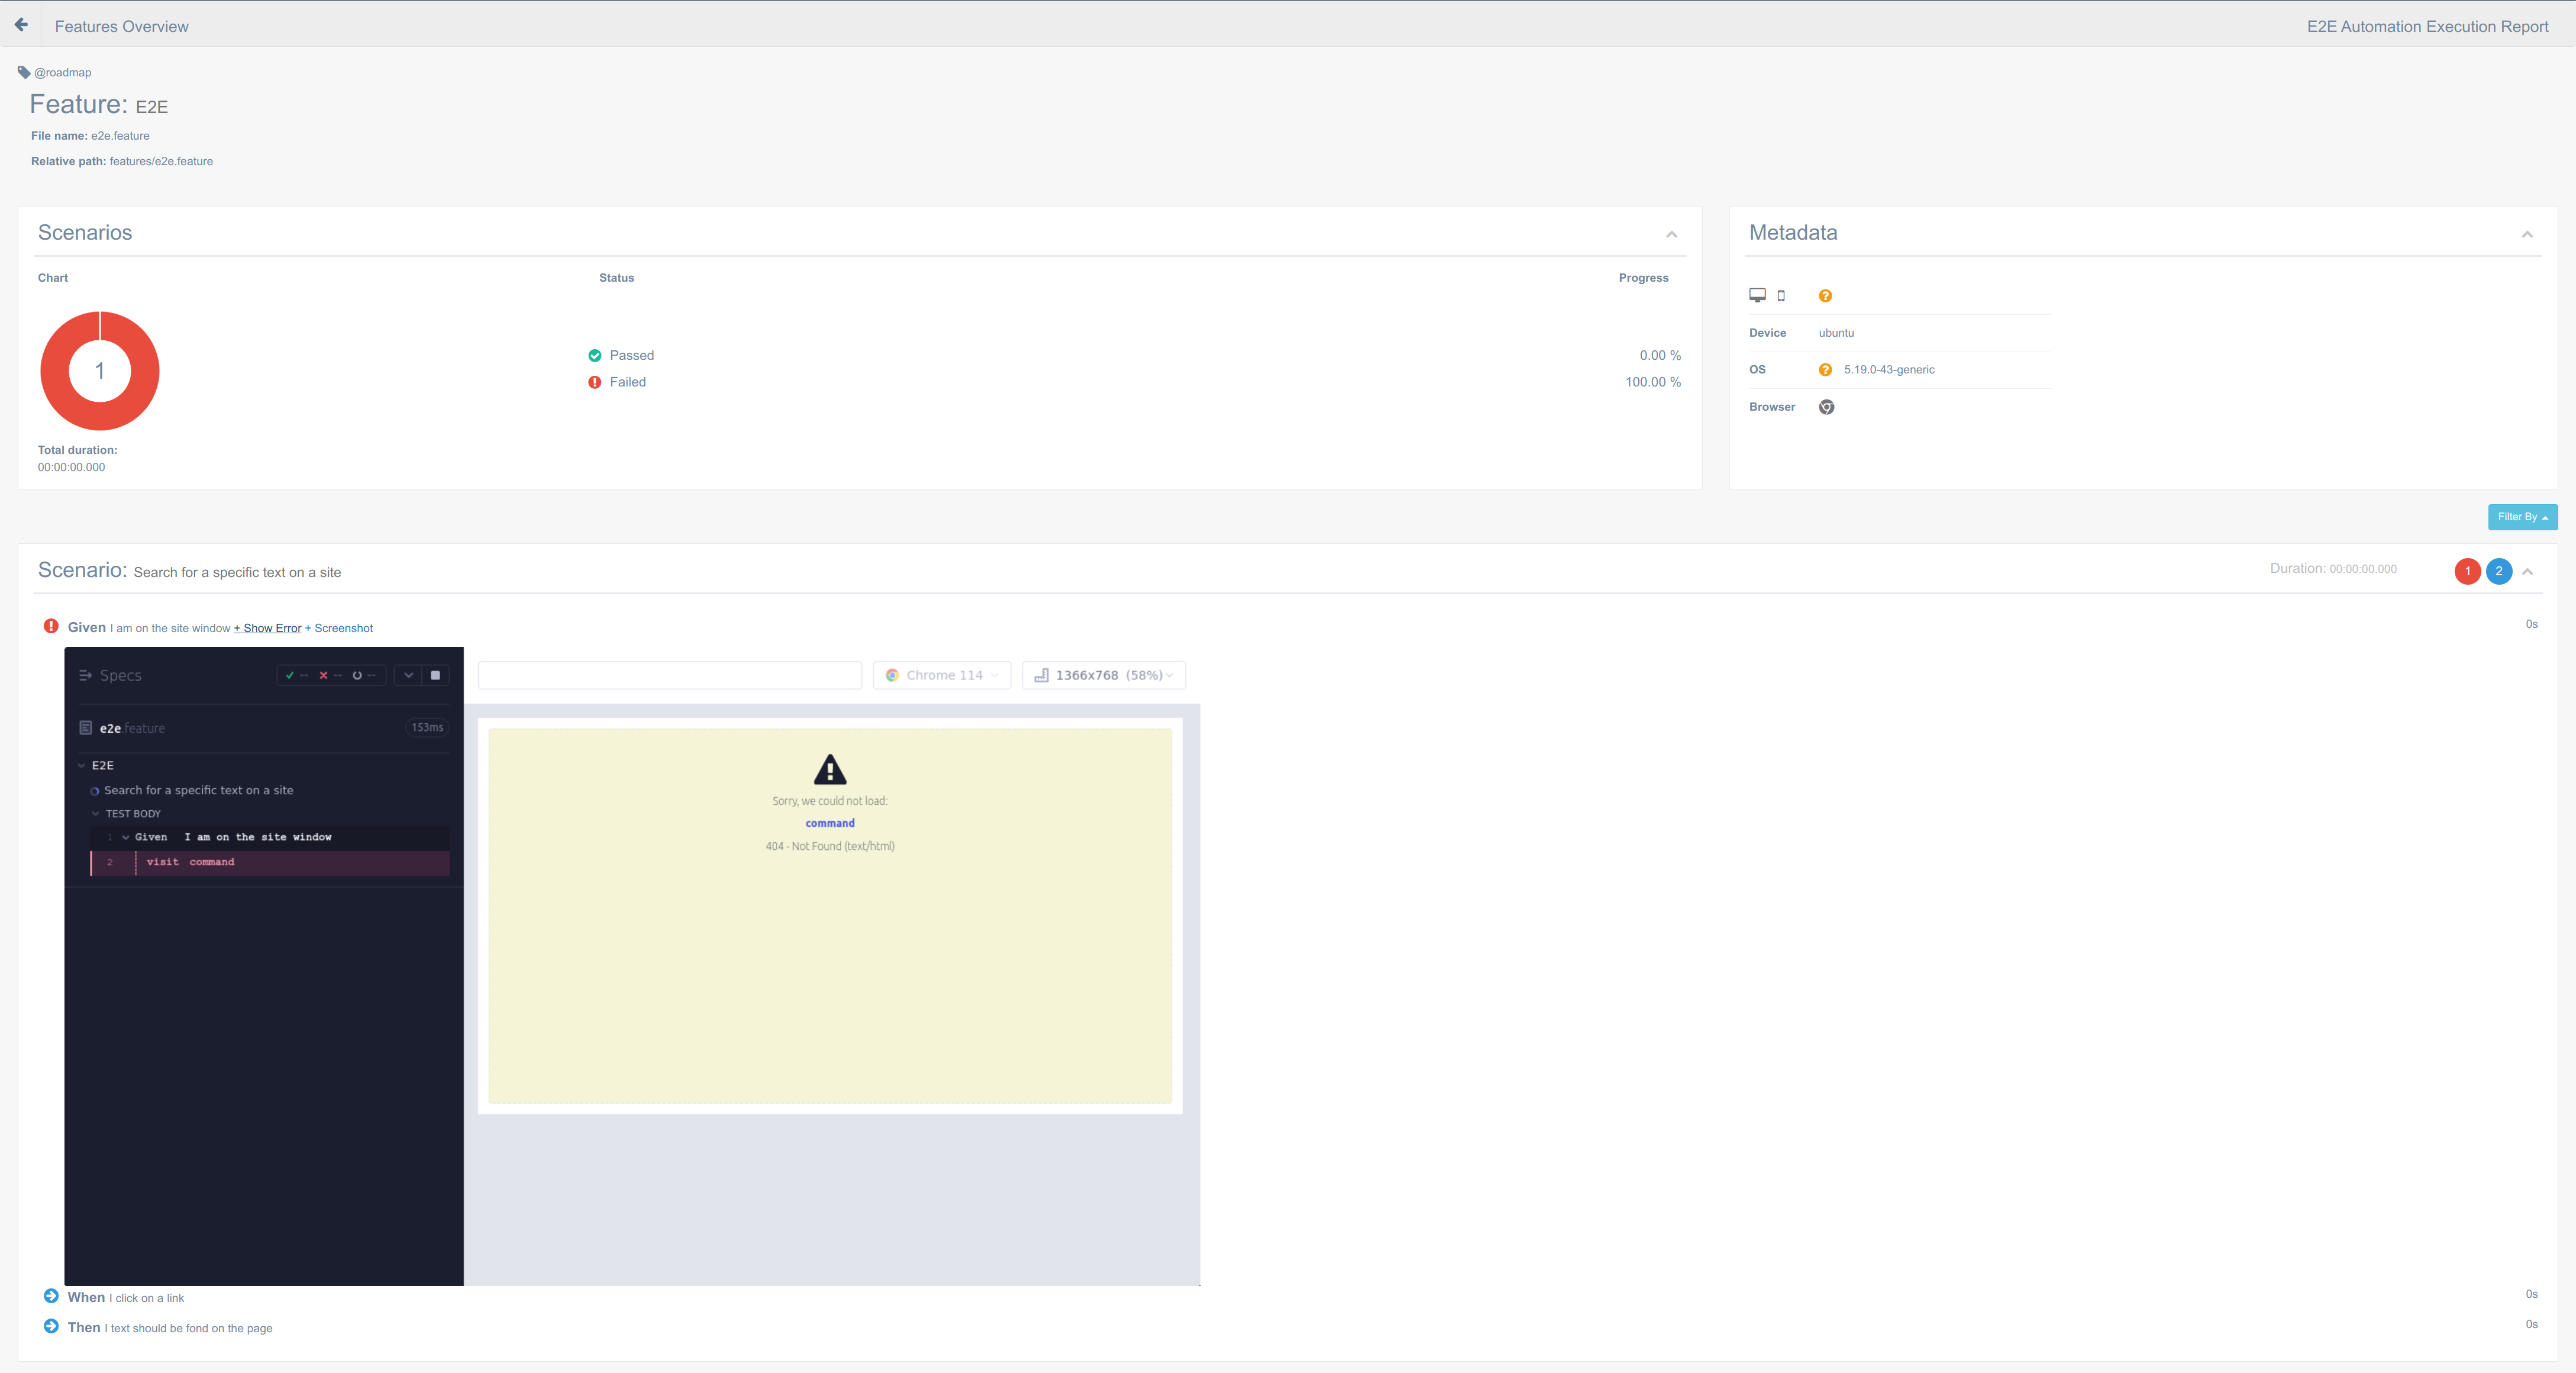 Features Overview
E2E Automation Execution Report
@roadmap
Feature: E2E
File name: e2e.feature
Relative path: features/e2e.feature
Scenarios
Chart
Status
Progress
1
Passed
0.00 %
Failed
100.00 %
Total duration:
00:00:00.000
Metadata
Device ubuntu
OS 5.19.0-43-generic
Browser
Filter By
Scenario: Search for a specific text on a site
Duration: 00:00:00.000
1 2
Given I am on the site window + Show Error + Screenshot
0s
Specs
-- -- --
Chrome 114
1366x768 (58%)
e2e.feature
153ms
E2E
Search for a specific text on a site
TEST BODY
1 Given I am on the site window
2 visit command
Sorry, we could not load:
command
404 - Not Found (text/html)
When I click on a link
0s
Then I text should be fond on the page
0s